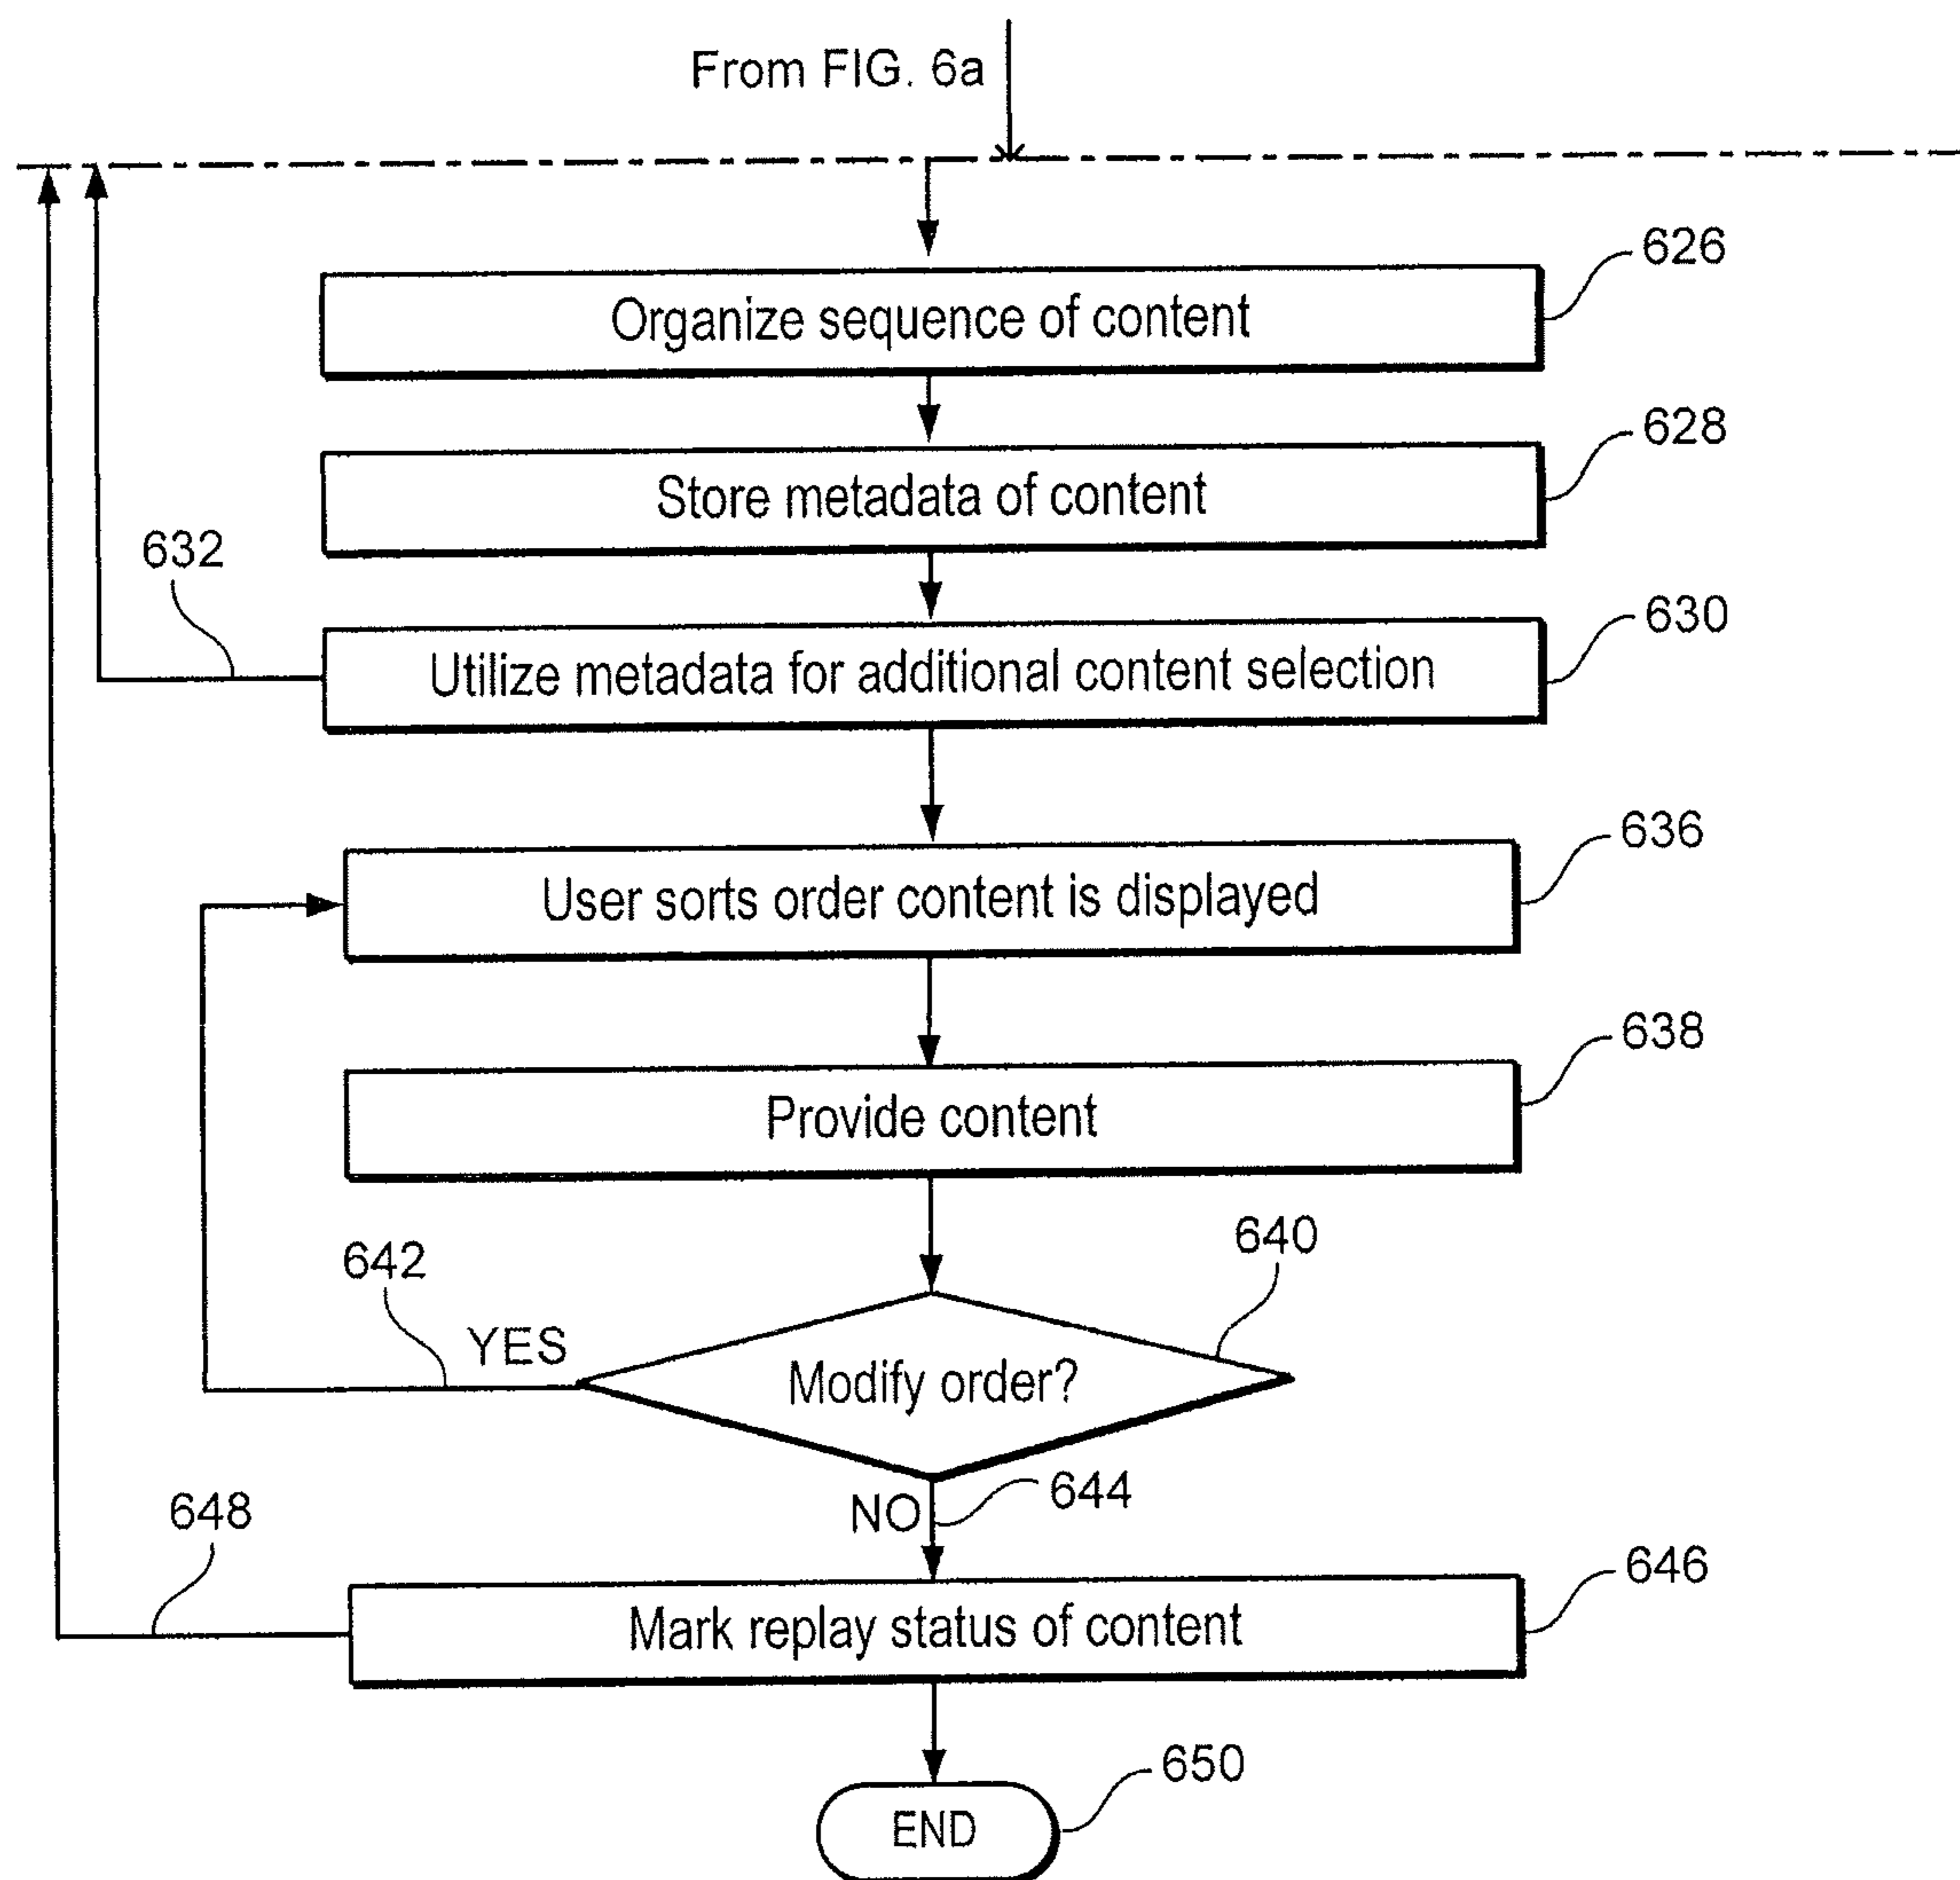 From FIG. 6a
626
Organize sequence of content
628
Store metadata of content
632
630
Utilize metadata for additional content selection
636
User sorts order content is displayed
638
Provide content
640
642
YES
Modify order?
NO
644
648
646
Mark replay status of content
650
END